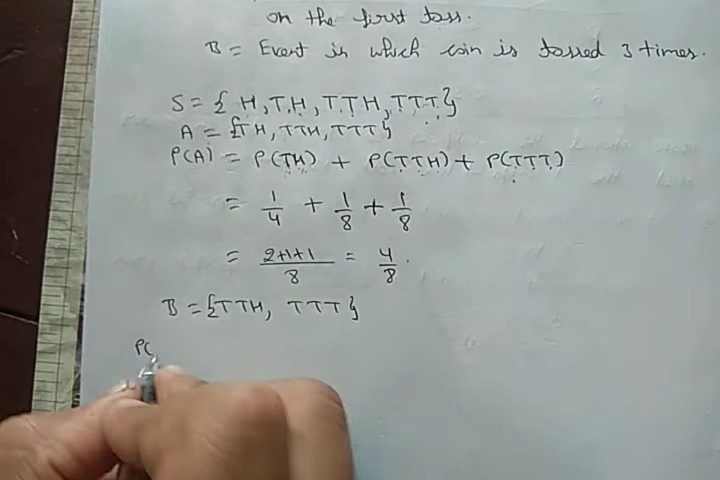 on the first toss.
B = Event in which coin is tossed 3 times.
S = { H, TH, TTH, TTT }
A = {TH, TTH, TTT}
P(A) = P(TH) + P(TTH) + P(TTT)
= 1/4 + 1/8 + 1/8
= 2+1+1/8 = 4/8.
B = {TTH, TTT}
P(